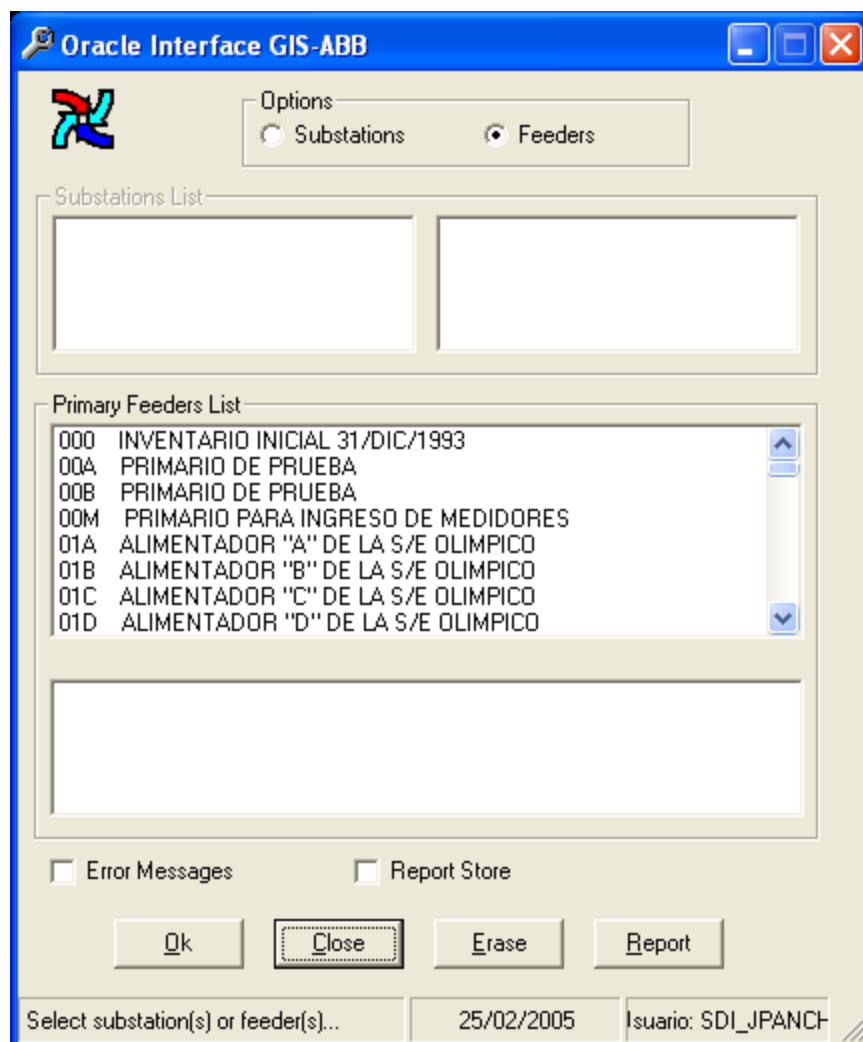 Oracle Interface GIS-ABB
Options
Substations Feeders
Substations List
Primary Feeders List
000 INVENTARIO INICIAL 31/DIC/1993
00A PRIMARIO DE PRUEBA
00B PRIMARIO DE PRUEBA
00M PRIMARIO PARA INGRESO DE MEDIDORES
01A ALIMENTADOR "A" DE LA S/E OLIMPICO
01B ALIMENTADOR "B" DE LA S/E OLIMPICO
01C ALIMENTADOR "C" DE LA S/E OLIMPICO
01D ALIMENTADOR "D" DE LA S/E OLIMPICO
Error Messages Report Store
Ok Close Erase Report
Select substation(s) or feeder(s)... 25/02/2005 Isuario: SDI_JPANCH